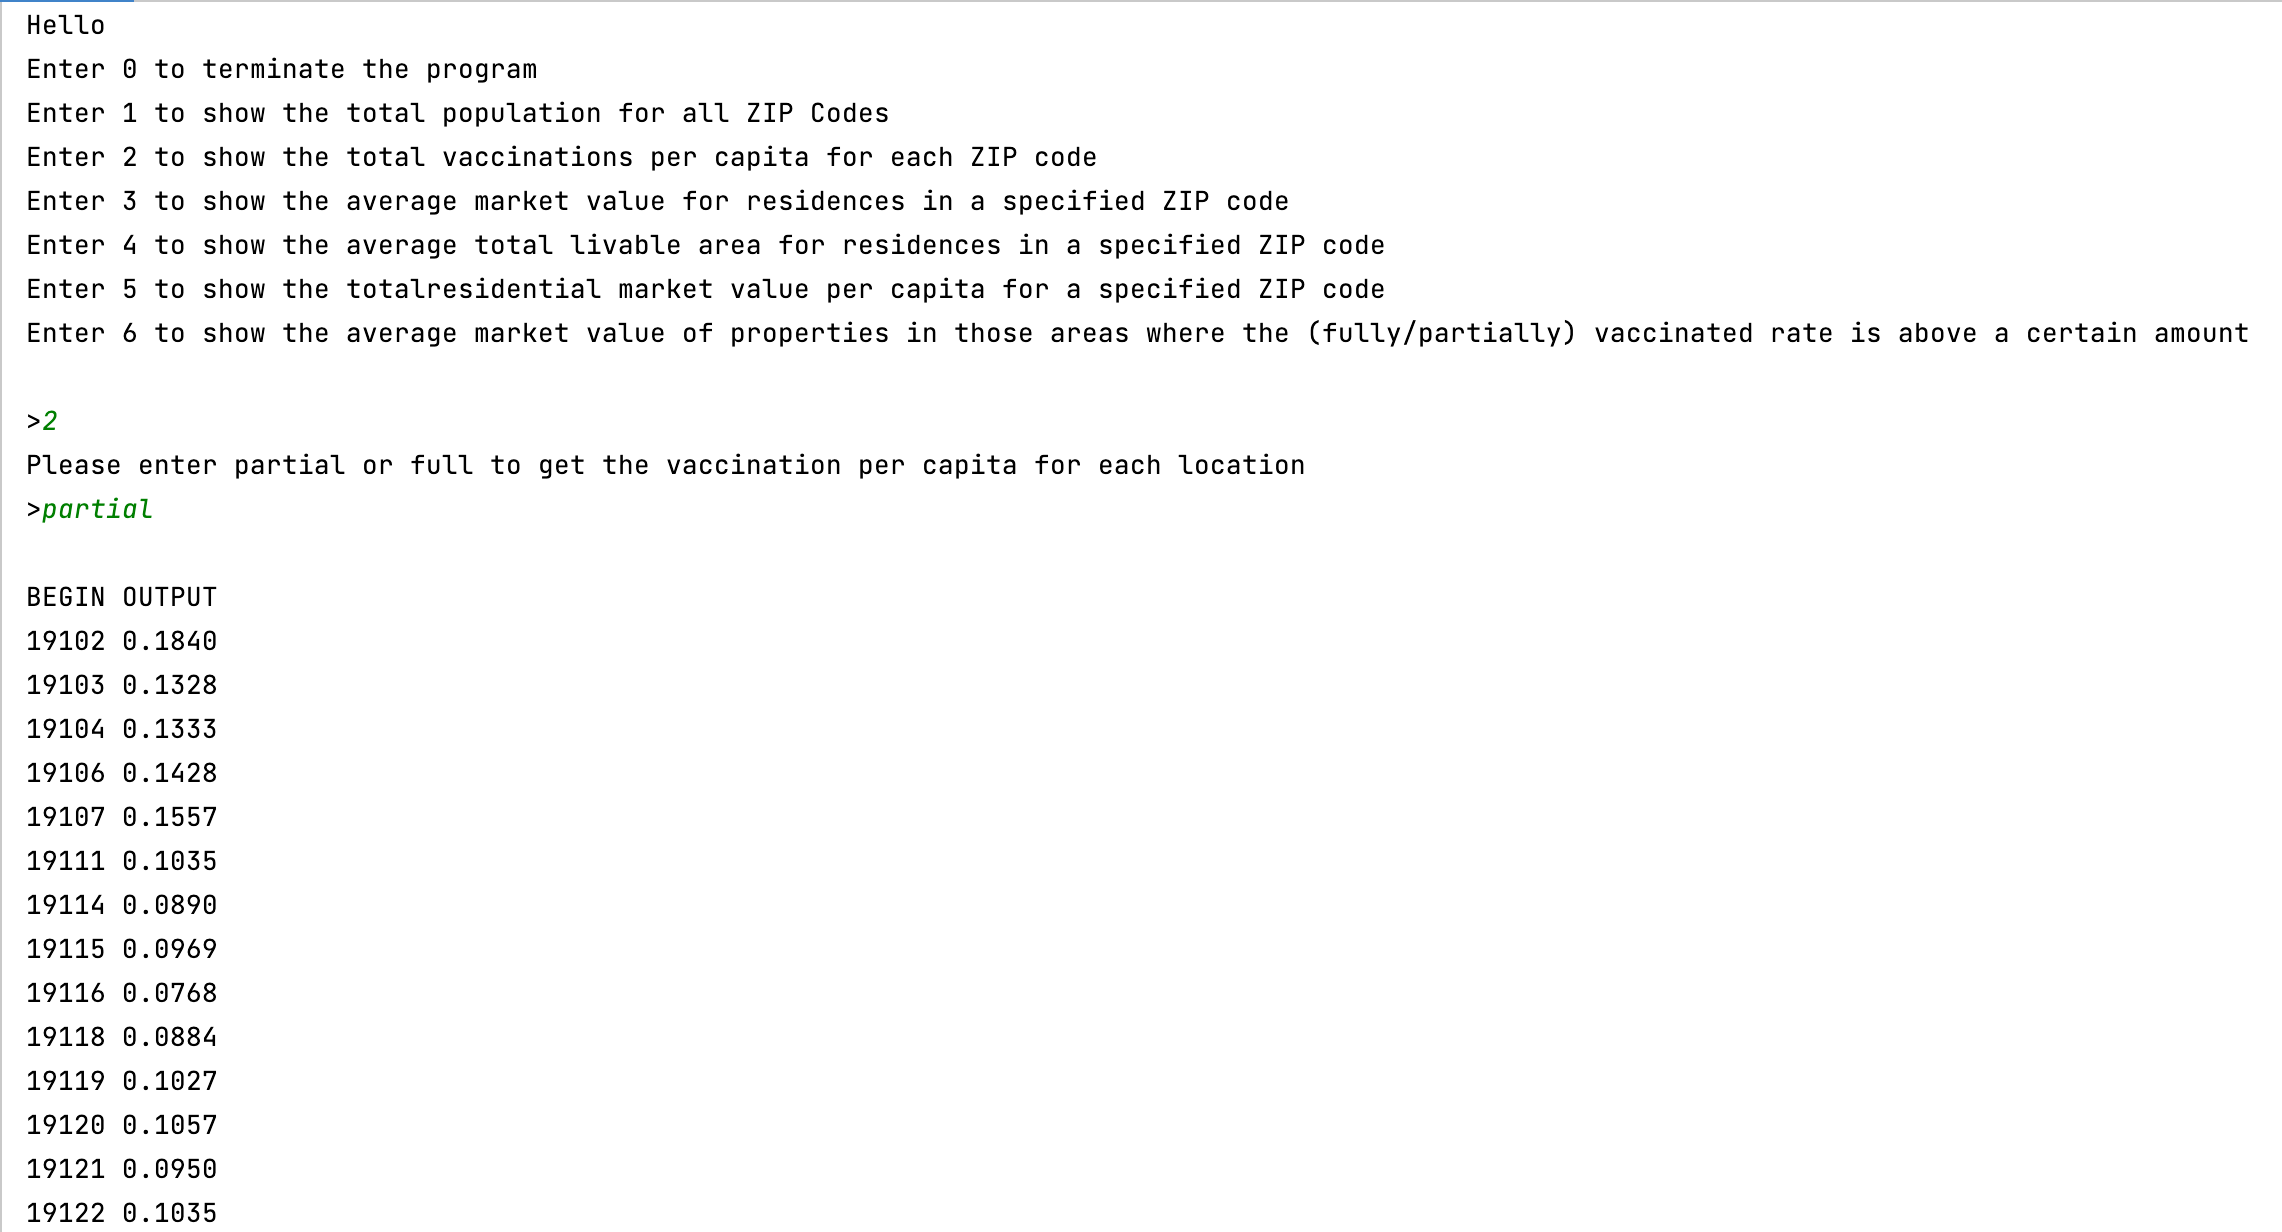 Hello
Enter 0 to terminate the program
Enter 1 to show the total population for all ZIP Codes
Enter 2 to show the total vaccinations per capita for each ZIP code
Enter 3 to show the average market value for residences in a specified ZIP code
Enter 4 to show the average total livable area for residences in a specified ZIP code
Enter 5 to show the totalresidential market value per capita for a specified ZIP code
Enter 6 to show the average market value of properties in those areas where the (fully/partially) vaccinated rate is above a certain amount
>2
Please enter partial or full to get the vaccination per capita for each location
>partial
BEGIN OUTPUT
19102 0.1840
19103 0.1328
19104 0.1333
19106 0.1428
19107 0.1557
19111 0.1035
19114 0.0890
19115 0.0969
19116 0.0768
19118 0.0884
19119 0.1027
19120 0.1057
19121 0.0950
19122 0.1035